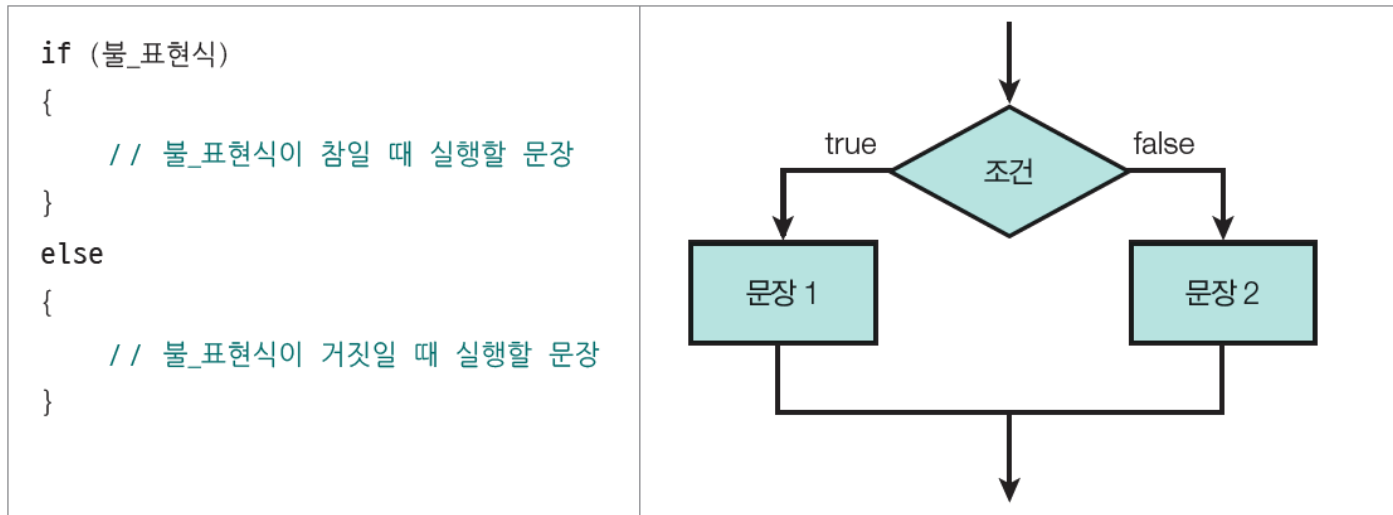 if (불_표현식)
{
// 불_표현식이 참일 때 실행할 문장
}
else
{
// 불_표현식이 거짓일 때 실행할 문장
}
true
false
조건
문장 1
문장 2